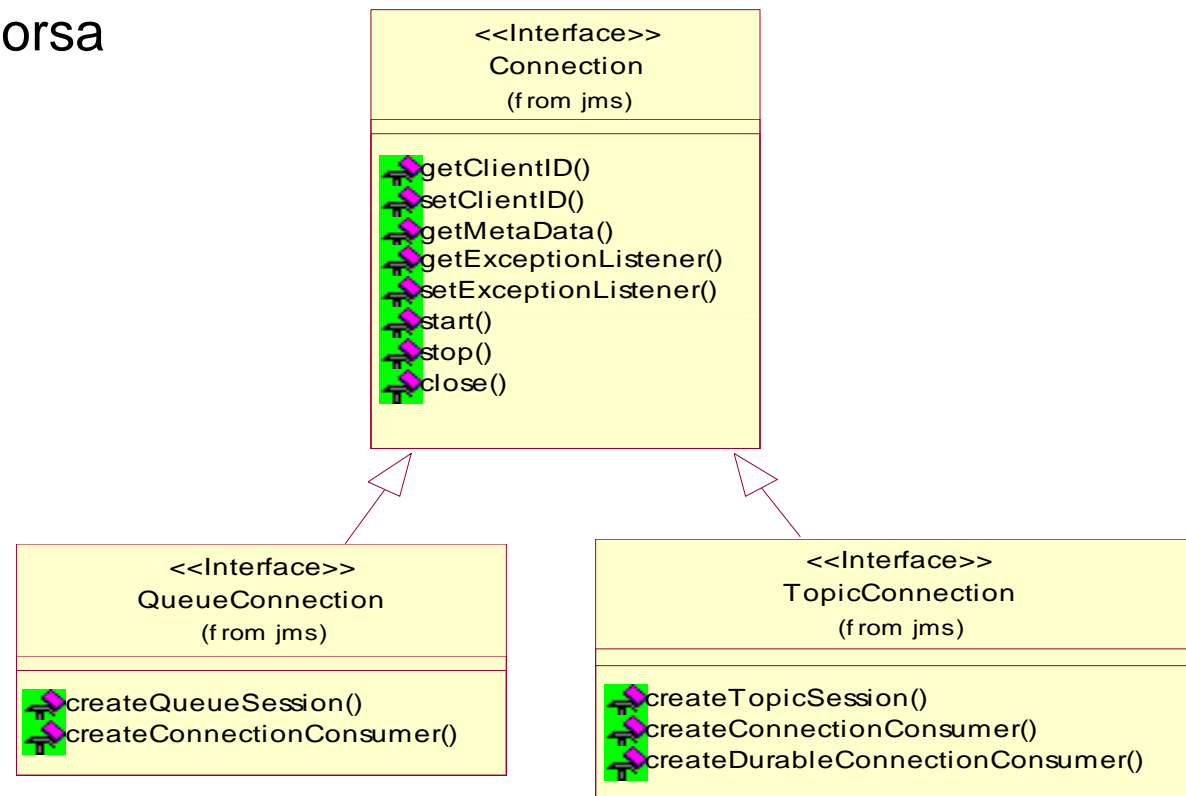 orsa
<<Interface>>
Connection
(from jms)
getClientID()
setClientID()
getMetaData()
getExceptionListener()
setExceptionListener()
start()
stop()
close()
<<Interface>>
QueueConnection
(from jms)
createQueueSession()
createConnectionConsumer()
<<Interface>>
TopicConnection
(from jms)
createTopicSession()
createConnectionConsumer()
createDurableConnectionConsumer()